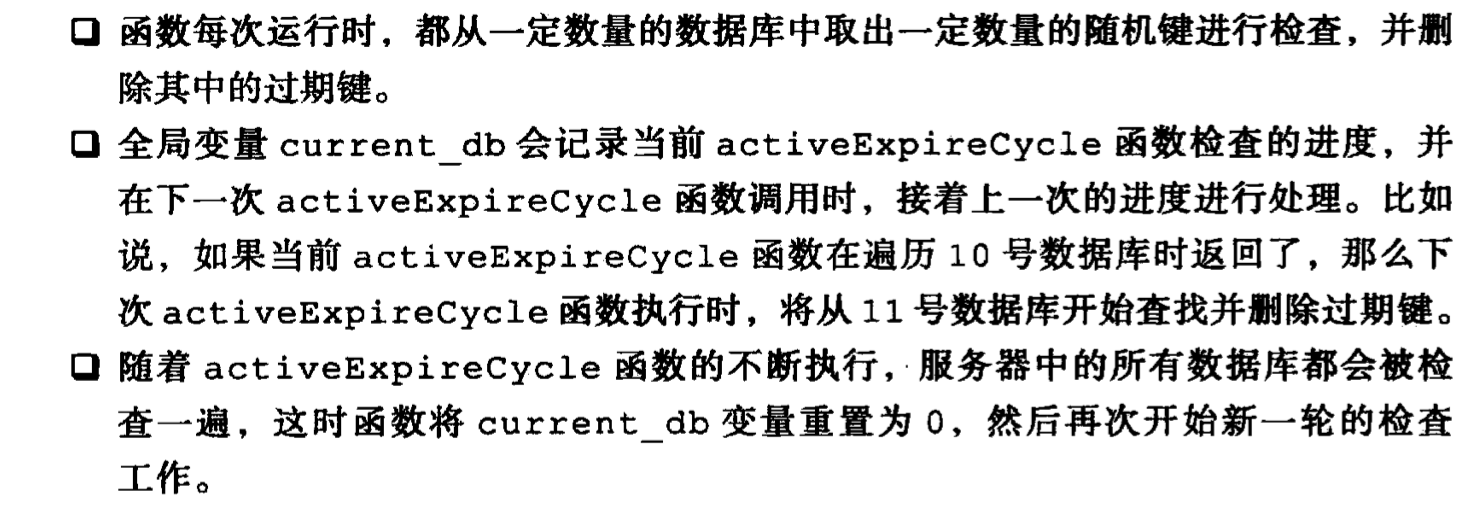 ❑ 函数每次运行时，都从一定数量的数据库中取出一定数量的随机键进行检查，并删
除其中的过期键。
❑ 全局变量 current_db 会记录当前 activeExpireCycle 函数检查的进度，并
在下一次 activeExpireCycle 函数调用时，接着上一次的进度进行处理。比如
说，如果当前 activeExpireCycle 函数在遍历 10 号数据库时返回了，那么下
次 activeExpireCycle 函数执行时，将从 11 号数据库开始查找并删除过期键。
❑ 随着 activeExpireCycle 函数的不断执行，服务器中的所有数据库都会被检
查一遍，这时函数将 current_db 变量重置为 0，然后再次开始新一轮的检查
工作。